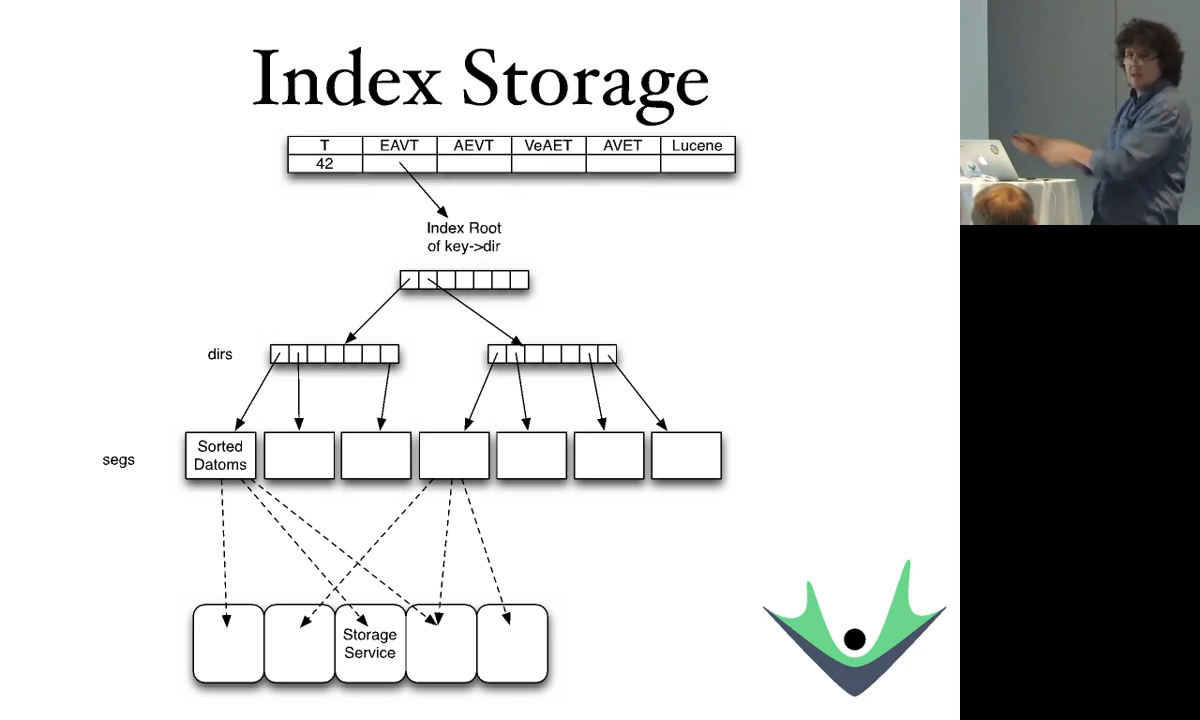 Index Storage
T EAVT AEVT VeAET AVET Lucene
42
Index Root
of key->dir
dirs
segs
Sorted
Datoms
Storage
Service